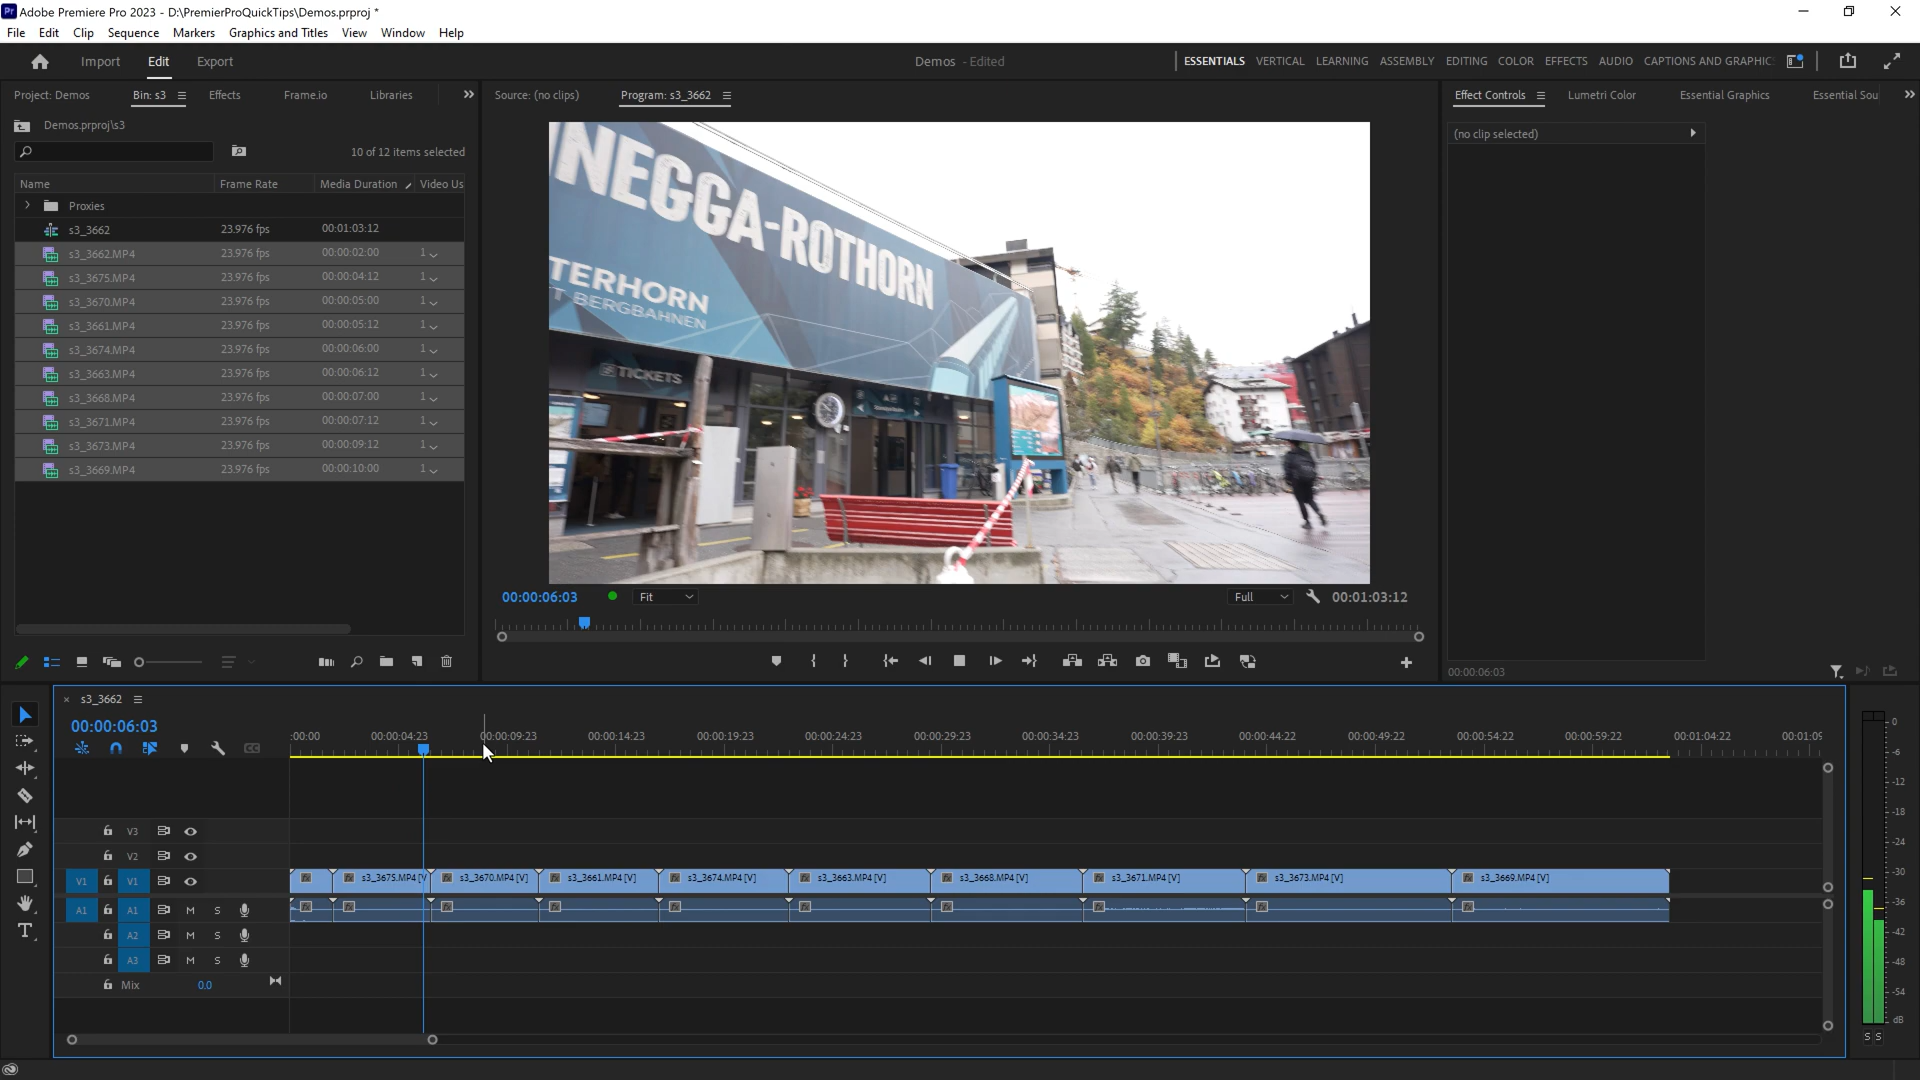 Pr Adobe Premiere Pro 2023 - D:\PremierProQuickTips\Demos.prproj *
File Edit Clip Sequence Markers Graphics and Titles View Window Help
Import Edit Export Demos - Edited ESSENTIALS VERTICAL LEARNING ASSEMBLY EDITING COLOR EFFECTS AUDIO CAPTIONS AND GRAPHIC
Project: Demos Bin: s3 Effects Frame.io Libraries
Demos.prproj\s3
10 of 12 items selected
Name Frame Rate Media Duration Video Us
Proxies
s3_3662 23.976 fps 00:01:03:12
s3_3662.MP4 23.976 fps 00:00:02:00 1
s3_3675.MP4 23.976 fps 00:00:04:12 1
s3_3670.MP4 23.976 fps 00:00:05:00 1
s3_3661.MP4 23.976 fps 00:00:05:12 1
s3_3674.MP4 23.976 fps 00:00:06:00 1
s3_3663.MP4 23.976 fps 00:00:06:12 1
s3_3668.MP4 23.976 fps 00:00:07:00 1
s3_3671.MP4 23.976 fps 00:00:07:12 1
s3_3673.MP4 23.976 fps 00:00:09:12 1
s3_3669.MP4 23.976 fps 00:00:10:00 1
Source: (no clips) Program: s3_3662
NEGGA-ROTHORN
TERHORN
T BERGBAHNEN
TICKETS
00:00:06:03 Fit Full 00:01:03:12
Effect Controls Lumetri Color Essential Graphics Essential Sou
(no clip selected)
00:00:06:03
s3_3662
00:00:06:03
:00:00 00:00:04:23 00:00:09:23 00:00:14:23 00:00:19:23 00:00:24:23 00:00:29:23 00:00:34:23 00:00:39:23 00:00:44:22 00:00:49:22 00:00:54:22 00:00:59:22 00:01:04:22 00:01:09
V3
V2
V1 V1 s3_3675.MP4 [V s3_3670.MP4 [V] s3_3661.MP4 [V] s3_3674.MP4 [V] s3_3663.MP4 [V] s3_3668.MP4 [V] s3_3671.MP4 [V] s3_3673.MP4 [V] s3_3669.MP4 [V]
A1 A1 M S
A2 M S
A3 M S
Mix 0.0
0
-6
-12
-18
-24
-30
-36
-42
-48
-54
dB
S S